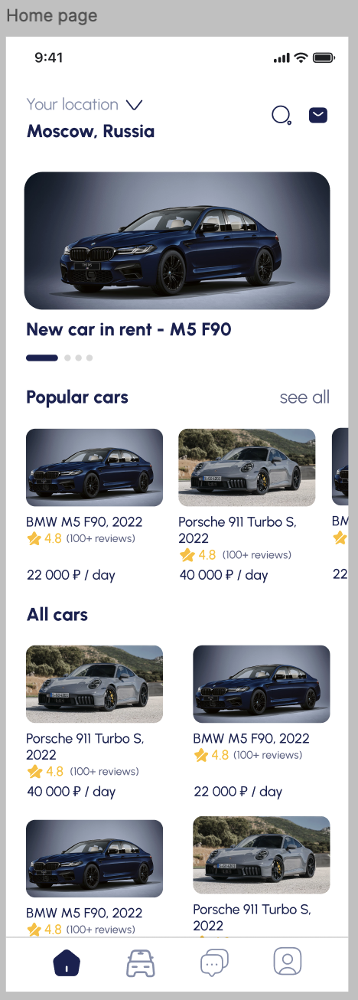 Home page
9:41
Your location
Moscow, Russia
New car in rent - M5 F90
Popular cars
see all
BMW M5 F90, 2022
4.8 (100+ reviews)
22 000 ₽ / day
Porsche 911 Turbo S,
2022
4.8 (100+ reviews)
40 000 ₽ / day
BM
22
All cars
Porsche 911 Turbo S,
2022
4.8 (100+ reviews)
40 000 ₽ / day
BMW M5 F90, 2022
4.8 (100+ reviews)
22 000 ₽ / day
BMW M5 F90, 2022
4.8 (100+ reviews)
Porsche 911 Turbo S,
2022